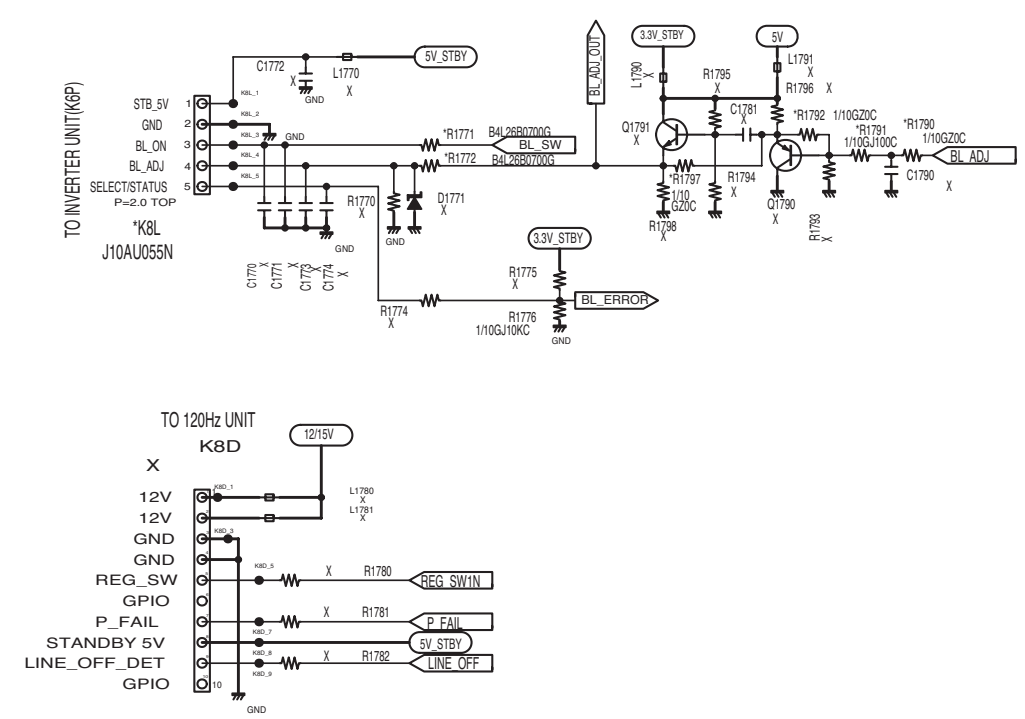 TO INVERTER UNIT(K6P)
STB_5V
GND
BL_ON
BL_ADJ
SELECT/STATUS
P=2.0 TOP
*K8L
J10AU055N
1
2
3
4
5
K8L_1
K8L_2
K8L_3
K8L_4
K8L_5
C1772
X
GND
L1770
X
5V_STBY
GND
*R1771
B4L26B0700G
BL_SW
*R1772
B4L26B0700G
BL_ADJ_OUT
R1770
X
D1771
X
GND
GND
C1770
X
C1771
X
C1773
X
C1774
X
R1774
X
3.3V_STBY
R1775
X
BL_ERROR
R1776
1/10GJ10KC
GND
3.3V_STBY
L1790
X
Q1791
X
R1795
X
C1781
X
5V
L1791
X
R1796
X
*R1792
1/10GZ0C
*R1791
1/10GJ100C
*R1790
1/10GZ0C
BL_ADJ
C1790
X
*R1797
1/10
GZ0C
R1798
X
R1794
X
Q1790
X
R1793
X
TO 120Hz UNIT
K8D
X
12/15V
12V
12V
GND
GND
REG_SW
GPIO
P_FAIL
STANDBY 5V
LINE_OFF_DET
GPIO
10
K8D_1
K8D_3
K8D_5
K8D_7
K8D_8
K8D_9
L1780
X
L1781
X
X
R1780
REG_SW1N
X
R1781
P_FAIL
5V_STBY
X
R1782
LINE_OFF
GND